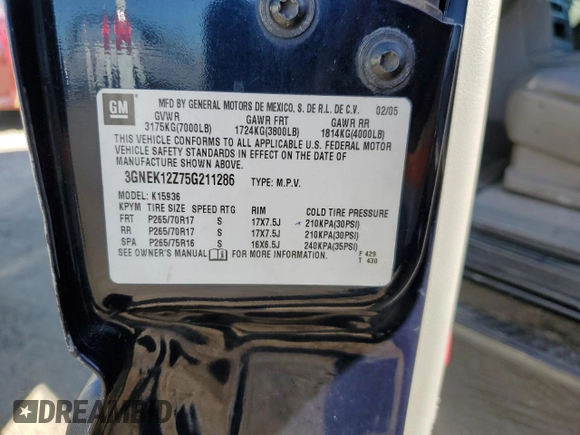 GM
MFD BY GENERAL MOTORS DE MEXICO, S. DE R.L. DE C.V. 02/05
GVWR GAWR FRT GAWR RR
3175KG(7000LB) 1724KG(3800LB) 1814KG(4000LB)
THIS VEHICLE CONFORMS TO ALL APPLICABLE U.S. FEDERAL MOTOR
VEHICLE SAFETY STANDARDS IN EFFECT ON THE DATE OF
MANUFACTURE SHOWN ABOVE.
3GNEK12Z75G211286 TYPE: M.P.V.
MODEL: K15936
KPYM TIRE SIZE SPEED RTG RIM COLD TIRE PRESSURE
FRT P265/70R17 S 17X7.5J 210KPA(30PSI)
RR P265/70R17 S 17X7.5J 210KPA(30PSI)
SPA P265/75R16 S 16X6.5J 240KPA(35PSI)
SEE OWNER'S MANUAL FOR MORE INFORMATION.
F 429
T 430
DREAMBID